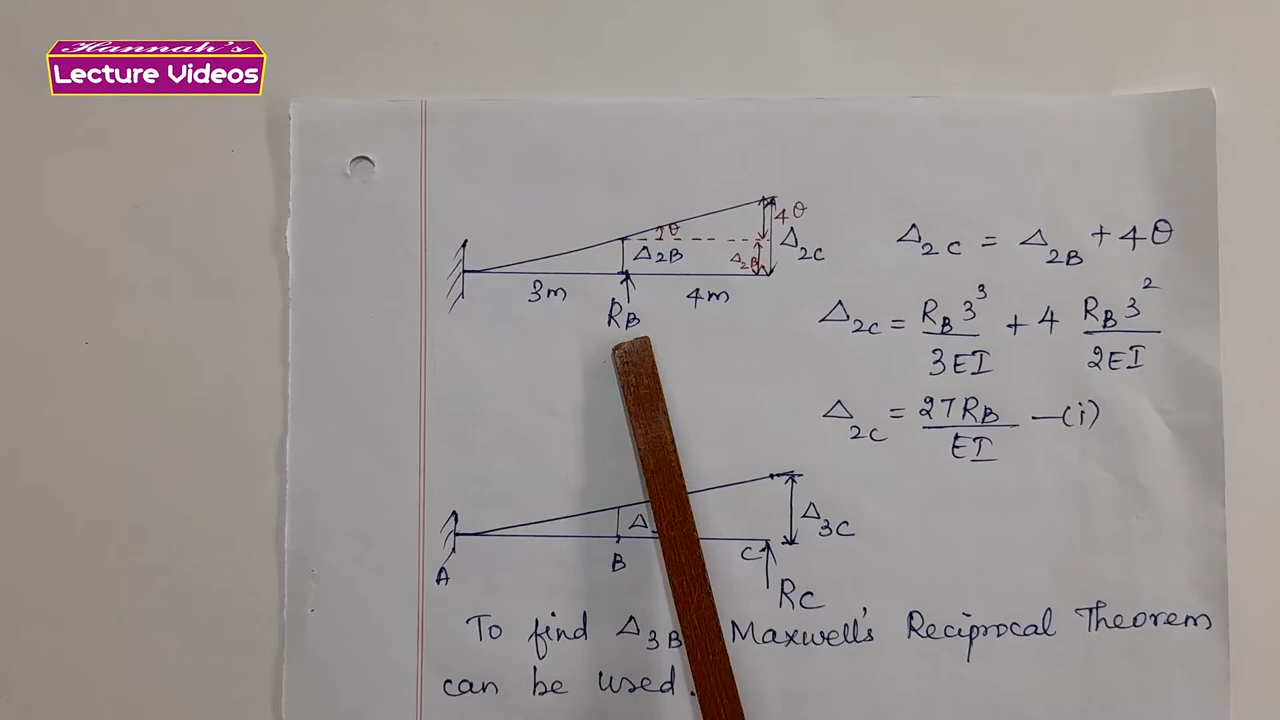 Hannah's
Lecture Videos
4θ
θ
Δ2B
Δ2B
Δ2C
3m
4m
RB
Δ2C = Δ2B + 4θ
Δ2C = RB 3³/3EI + 4 RB 3²/2EI
Δ2C = 27RB/EI —(i)
Δ3C
A
B
C
RC
To find Δ3B Maxwell's Reciprocal Theorem
can be used.